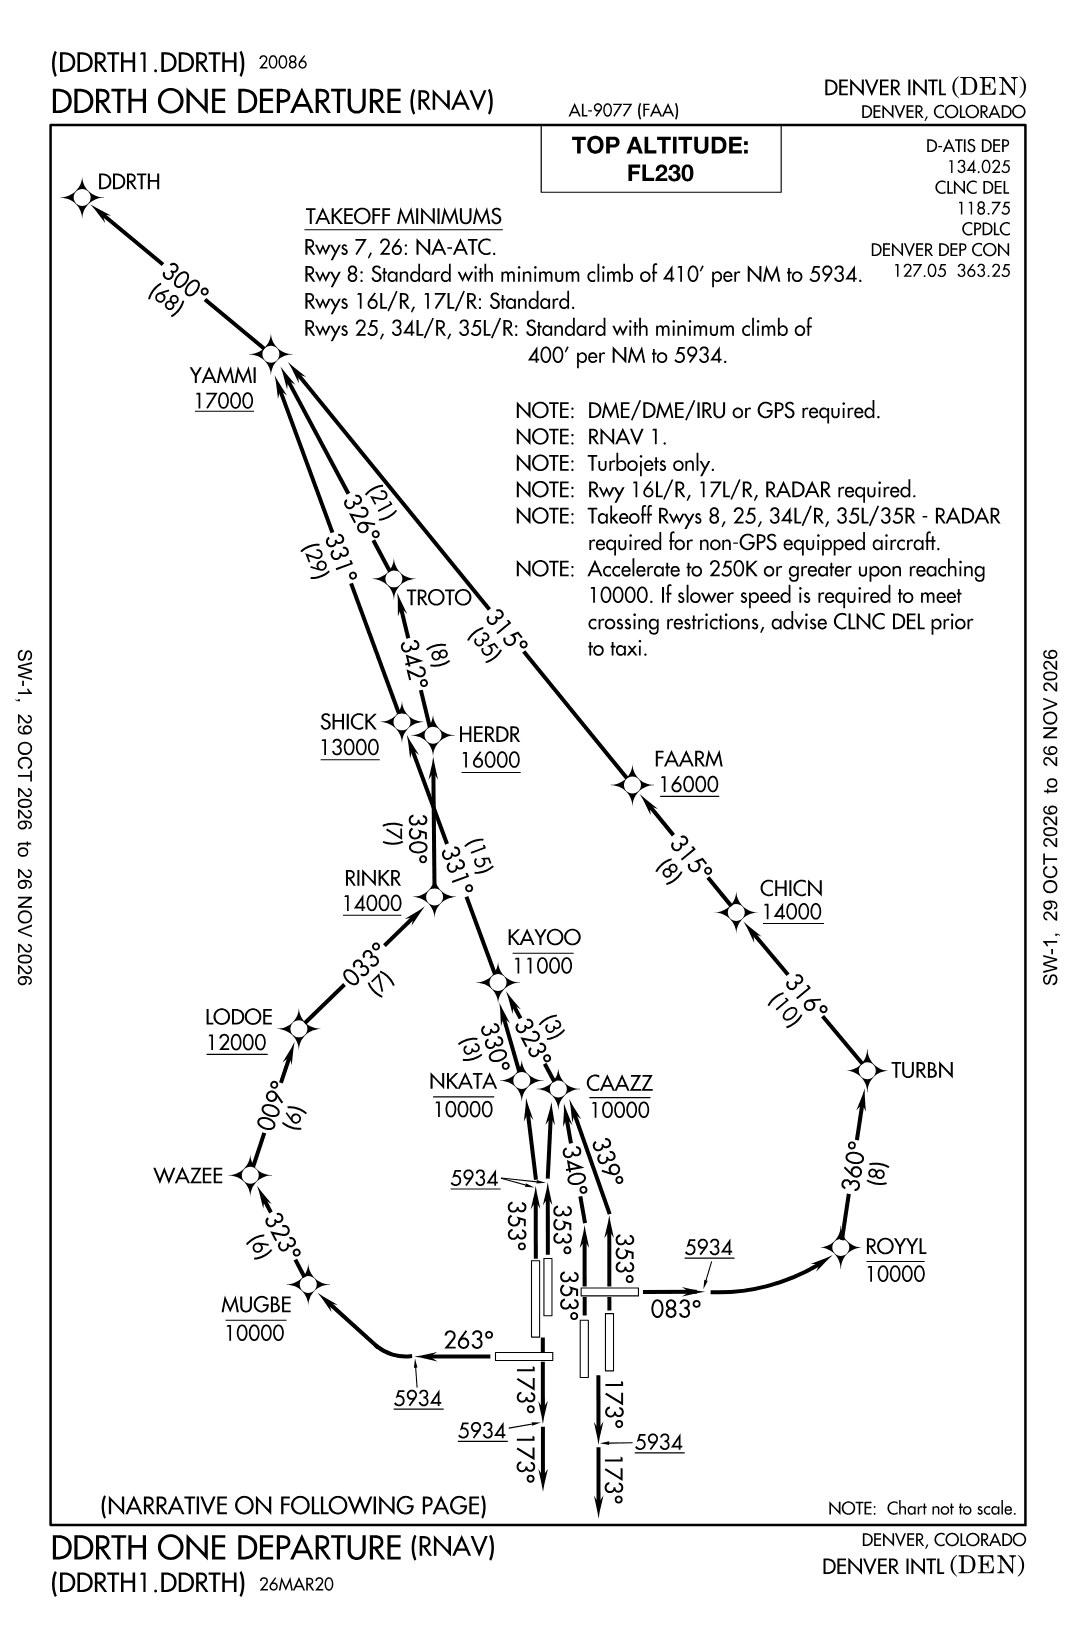 (DDRTH1.DDRTH) 20086
DDRTH ONE DEPARTURE (RNAV)
AL-9077 (FAA)
DENVER INTL (DEN)
DENVER, COLORADO
TOP ALTITUDE:
FL230
D-ATIS DEP
134.025
CLNC DEL
118.75
CPDLC
DENVER DEP CON
127.05 363.25
TAKEOFF MINIMUMS
Rwys 7, 26: NA-ATC.
Rwy 8: Standard with minimum climb of 410' per NM to 5934.
Rwys 16L/R, 17L/R: Standard.
Rwys 25, 34L/R, 35L/R: Standard with minimum climb of
400' per NM to 5934.
NOTE: DME/DME/IRU or GPS required.
NOTE: RNAV 1.
NOTE: Turbojets only.
NOTE: Rwy 16L/R, 17L/R, RADAR required.
NOTE: Takeoff Rwys 8, 25, 34L/R, 35L/35R - RADAR
required for non-GPS equipped aircraft.
NOTE: Accelerate to 250K or greater upon reaching
10000. If slower speed is required to meet
crossing restrictions, advise CLNC DEL prior
to taxi.
DDRTH
300°
(68)
YAMMI
17000
(21)
326°
331°
(29)
TROTO
315°
(35)
(8)
342°
SHICK
13000
HERDR
16000
FAARM
16000
350°
(7)
(15)
331°
315°
(8)
RINKR
14000
CHICN
14000
KAYOO
11000
033°
(7)
316°
(10)
LODOE
12000
330°
(3)
(3)
323°
NKATA
10000
CAAZZ
10000
TURBN
009°
(6)
WAZEE
340°
339°
360°
(8)
5934
323°
(6)
353°
353°
353°
353°
5934
ROYYL
10000
083°
MUGBE
10000
263°
5934
173°
5934
173°
173°
5934
173°
(NARRATIVE ON FOLLOWING PAGE)
NOTE: Chart not to scale.
SW-1, 29 OCT 2026 to 26 NOV 2026
SW-1, 29 OCT 2026 to 26 NOV 2026
DDRTH ONE DEPARTURE (RNAV)
(DDRTH1.DDRTH) 26MAR20
DENVER, COLORADO
DENVER INTL (DEN)